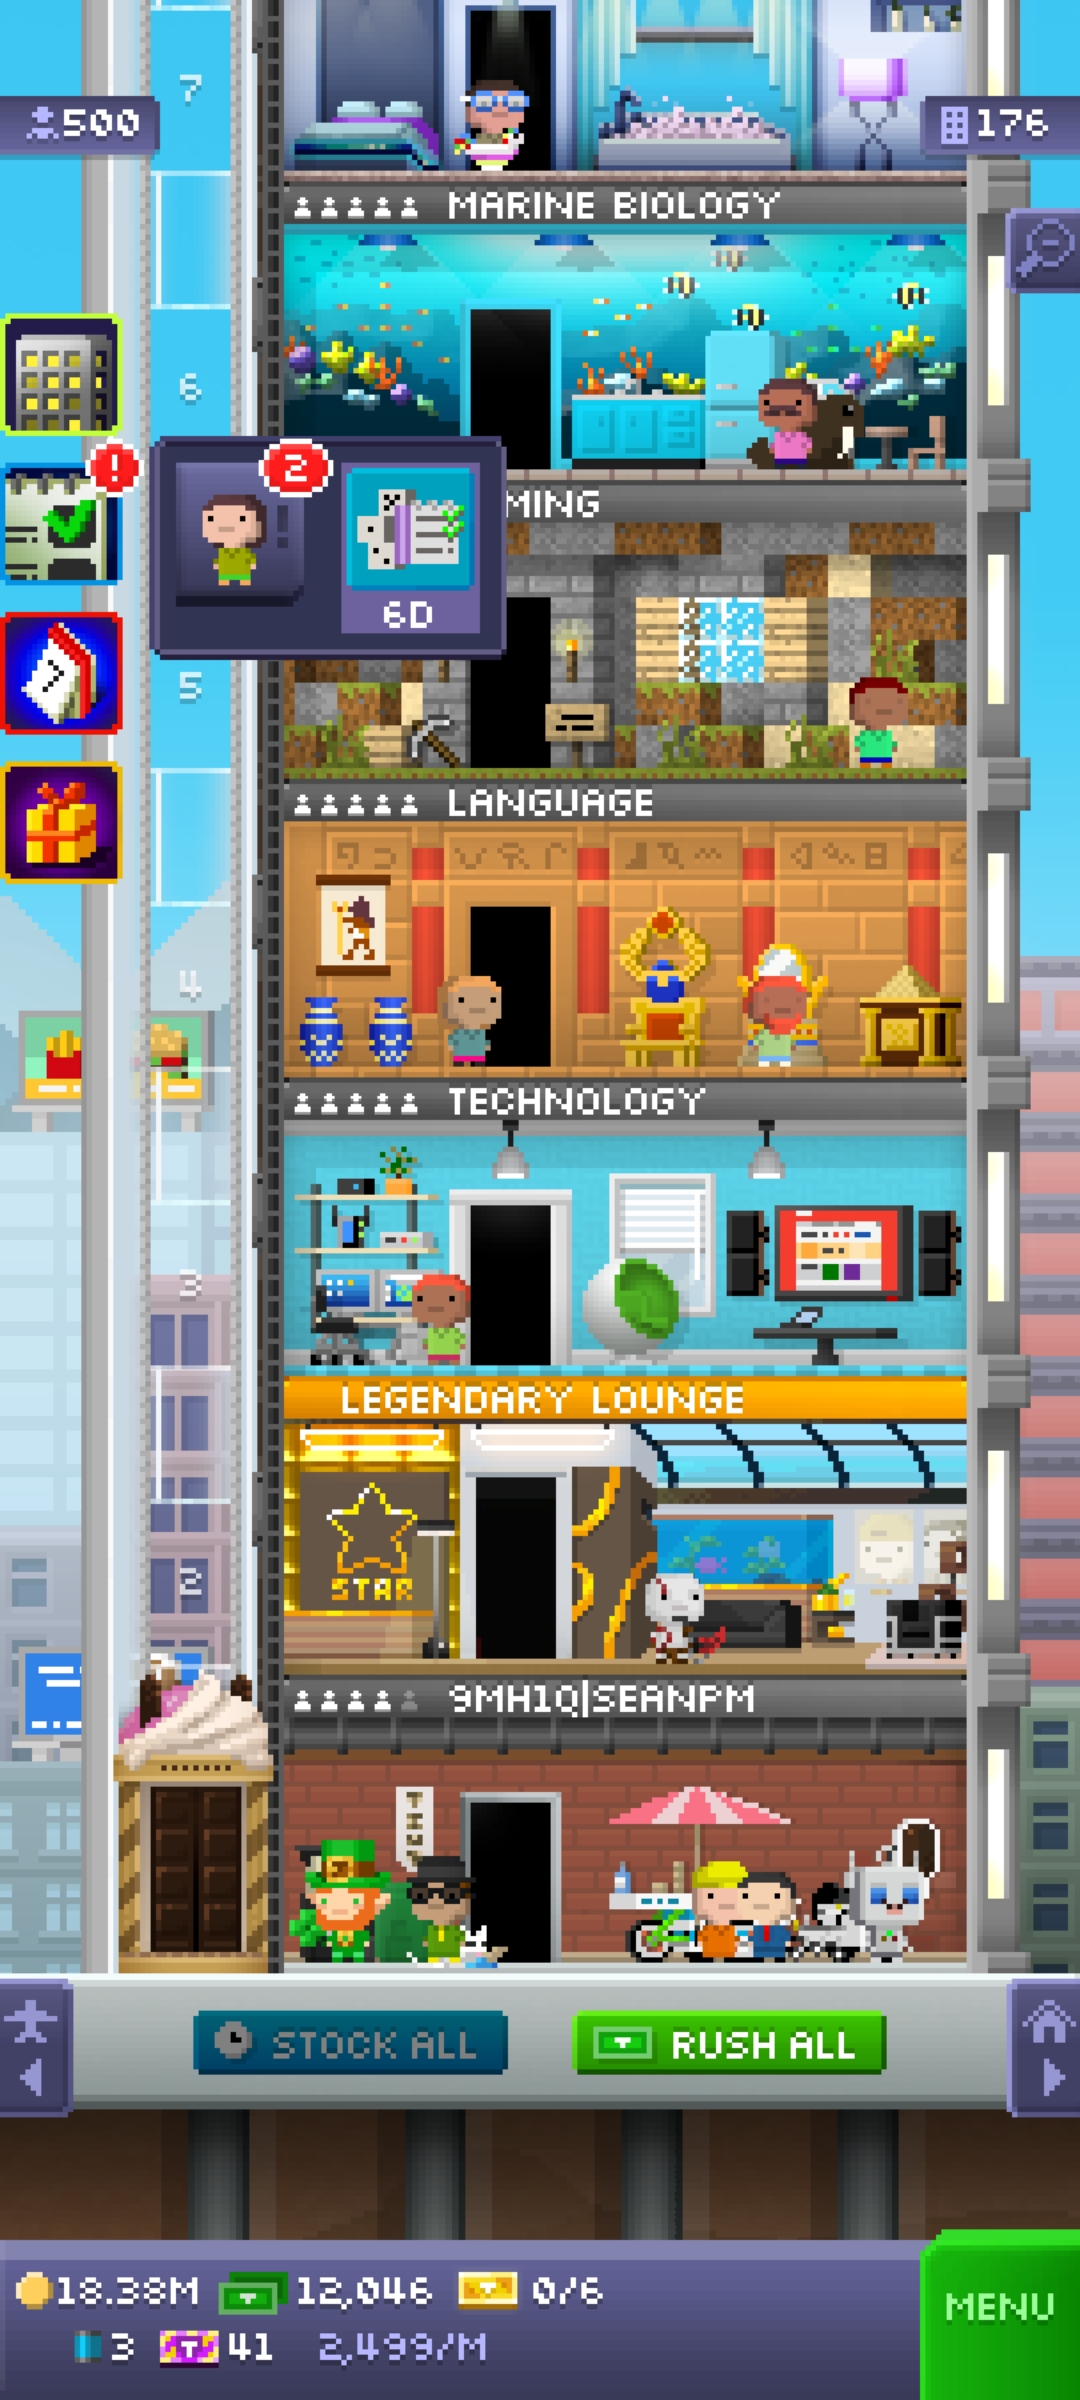 7
500
176
MARINE BIOLOGY
6
!
2
MING
6D
5
LANGUAGE
4
TECHNOLOGY
3
LEGENDARY LOUNGE
STAR
2
9MH1Q|SEANPM
STOCK ALL
RUSH ALL
18.38M 12,046 0/6
MENU
3 41 2,499/M